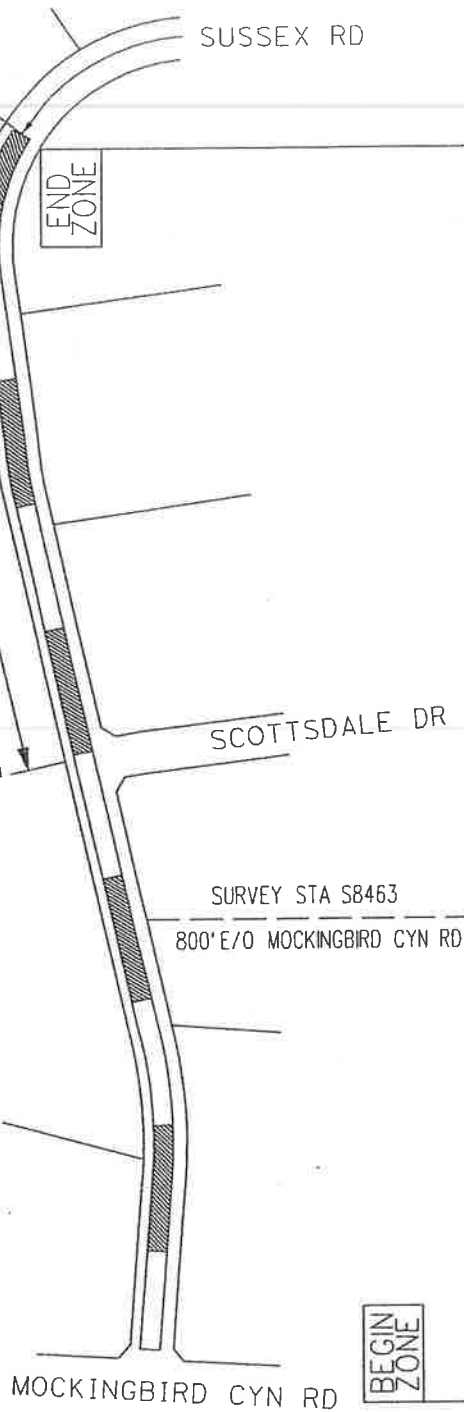 SUSSEX RD
END
ZONE
SCOTTSDALE DR
SURVEY STA S8463
800' E/O MOCKINGBIRD CYN RD
BEGIN
ZONE
MOCKINGBIRD CYN RD